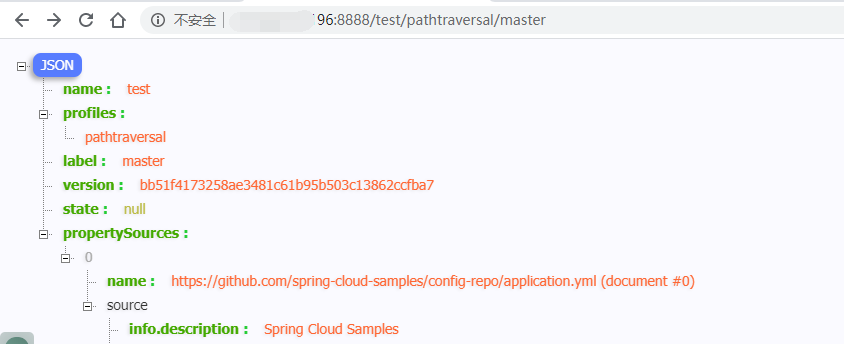 不安全 | 96:8888/test/pathtraversal/master
JSON
name : test
profiles :
pathtraversal
label : master
version : bb51f4173258ae3481c61b95b503c13862ccfba7
state : null
propertySources :
0
name : https://github.com/spring-cloud-samples/config-repo/application.yml (document #0)
source
info.description : Spring Cloud Samples